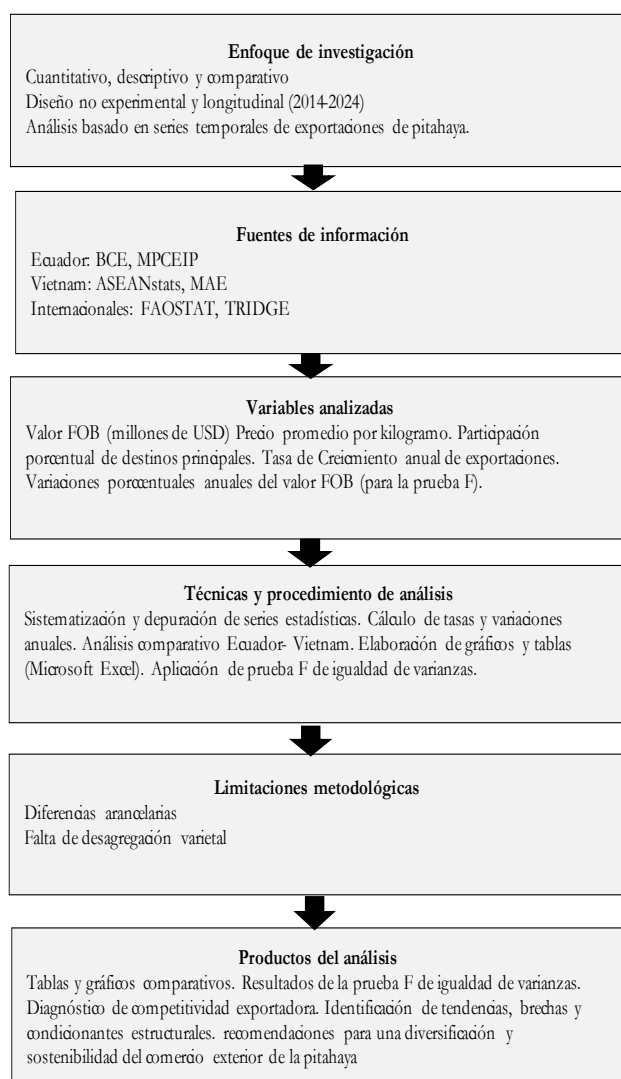 Enfoque de investigación
Cuantitativo, descriptivo y comparativo
Diseño no experimental y longitudinal (2014-2024)
Análisis basado en series temporales de exportaciones de pitahaya.
Fuentes de información
Ecuador: BCE, MPCEIP
Vietnam: ASEANstats, MAE
Internacionales: FAOSTAT, TRIDGE
Variables analizadas
Valor FOB (millones de USD) Precio promedio por kilogramo. Participación
porcentual de destinos principales. Tasa de Creicmiento anual de exportaciones.
Variaciones porcentuales anuales del valor FOB (para la prueba F).
Técnicas y procedimiento de análisis
Sistematización y depuración de series estadísticas. Cálculo de tasas y variaciones
anuales. Análisis comparativo Ecuador- Vietnam. Elaboración de gráficos y tablas
(Microsoft Excel). Aplicación de prueba F de igualdad de varianzas.
Limitaciones metodológicas
Diferencias arancelarias
Falta de desagregación varietal
Productos del análisis
Tablas y gráficos comparativos. Resultados de la prueba F de igualdad de varianzas.
Diagnóstico de competitividad exportadora. Identificación de tendencias, brechas y
condicionantes estructurales. recomendaciones para una diversificación y
sostenibilidad del comercio exterior de la pitahaya